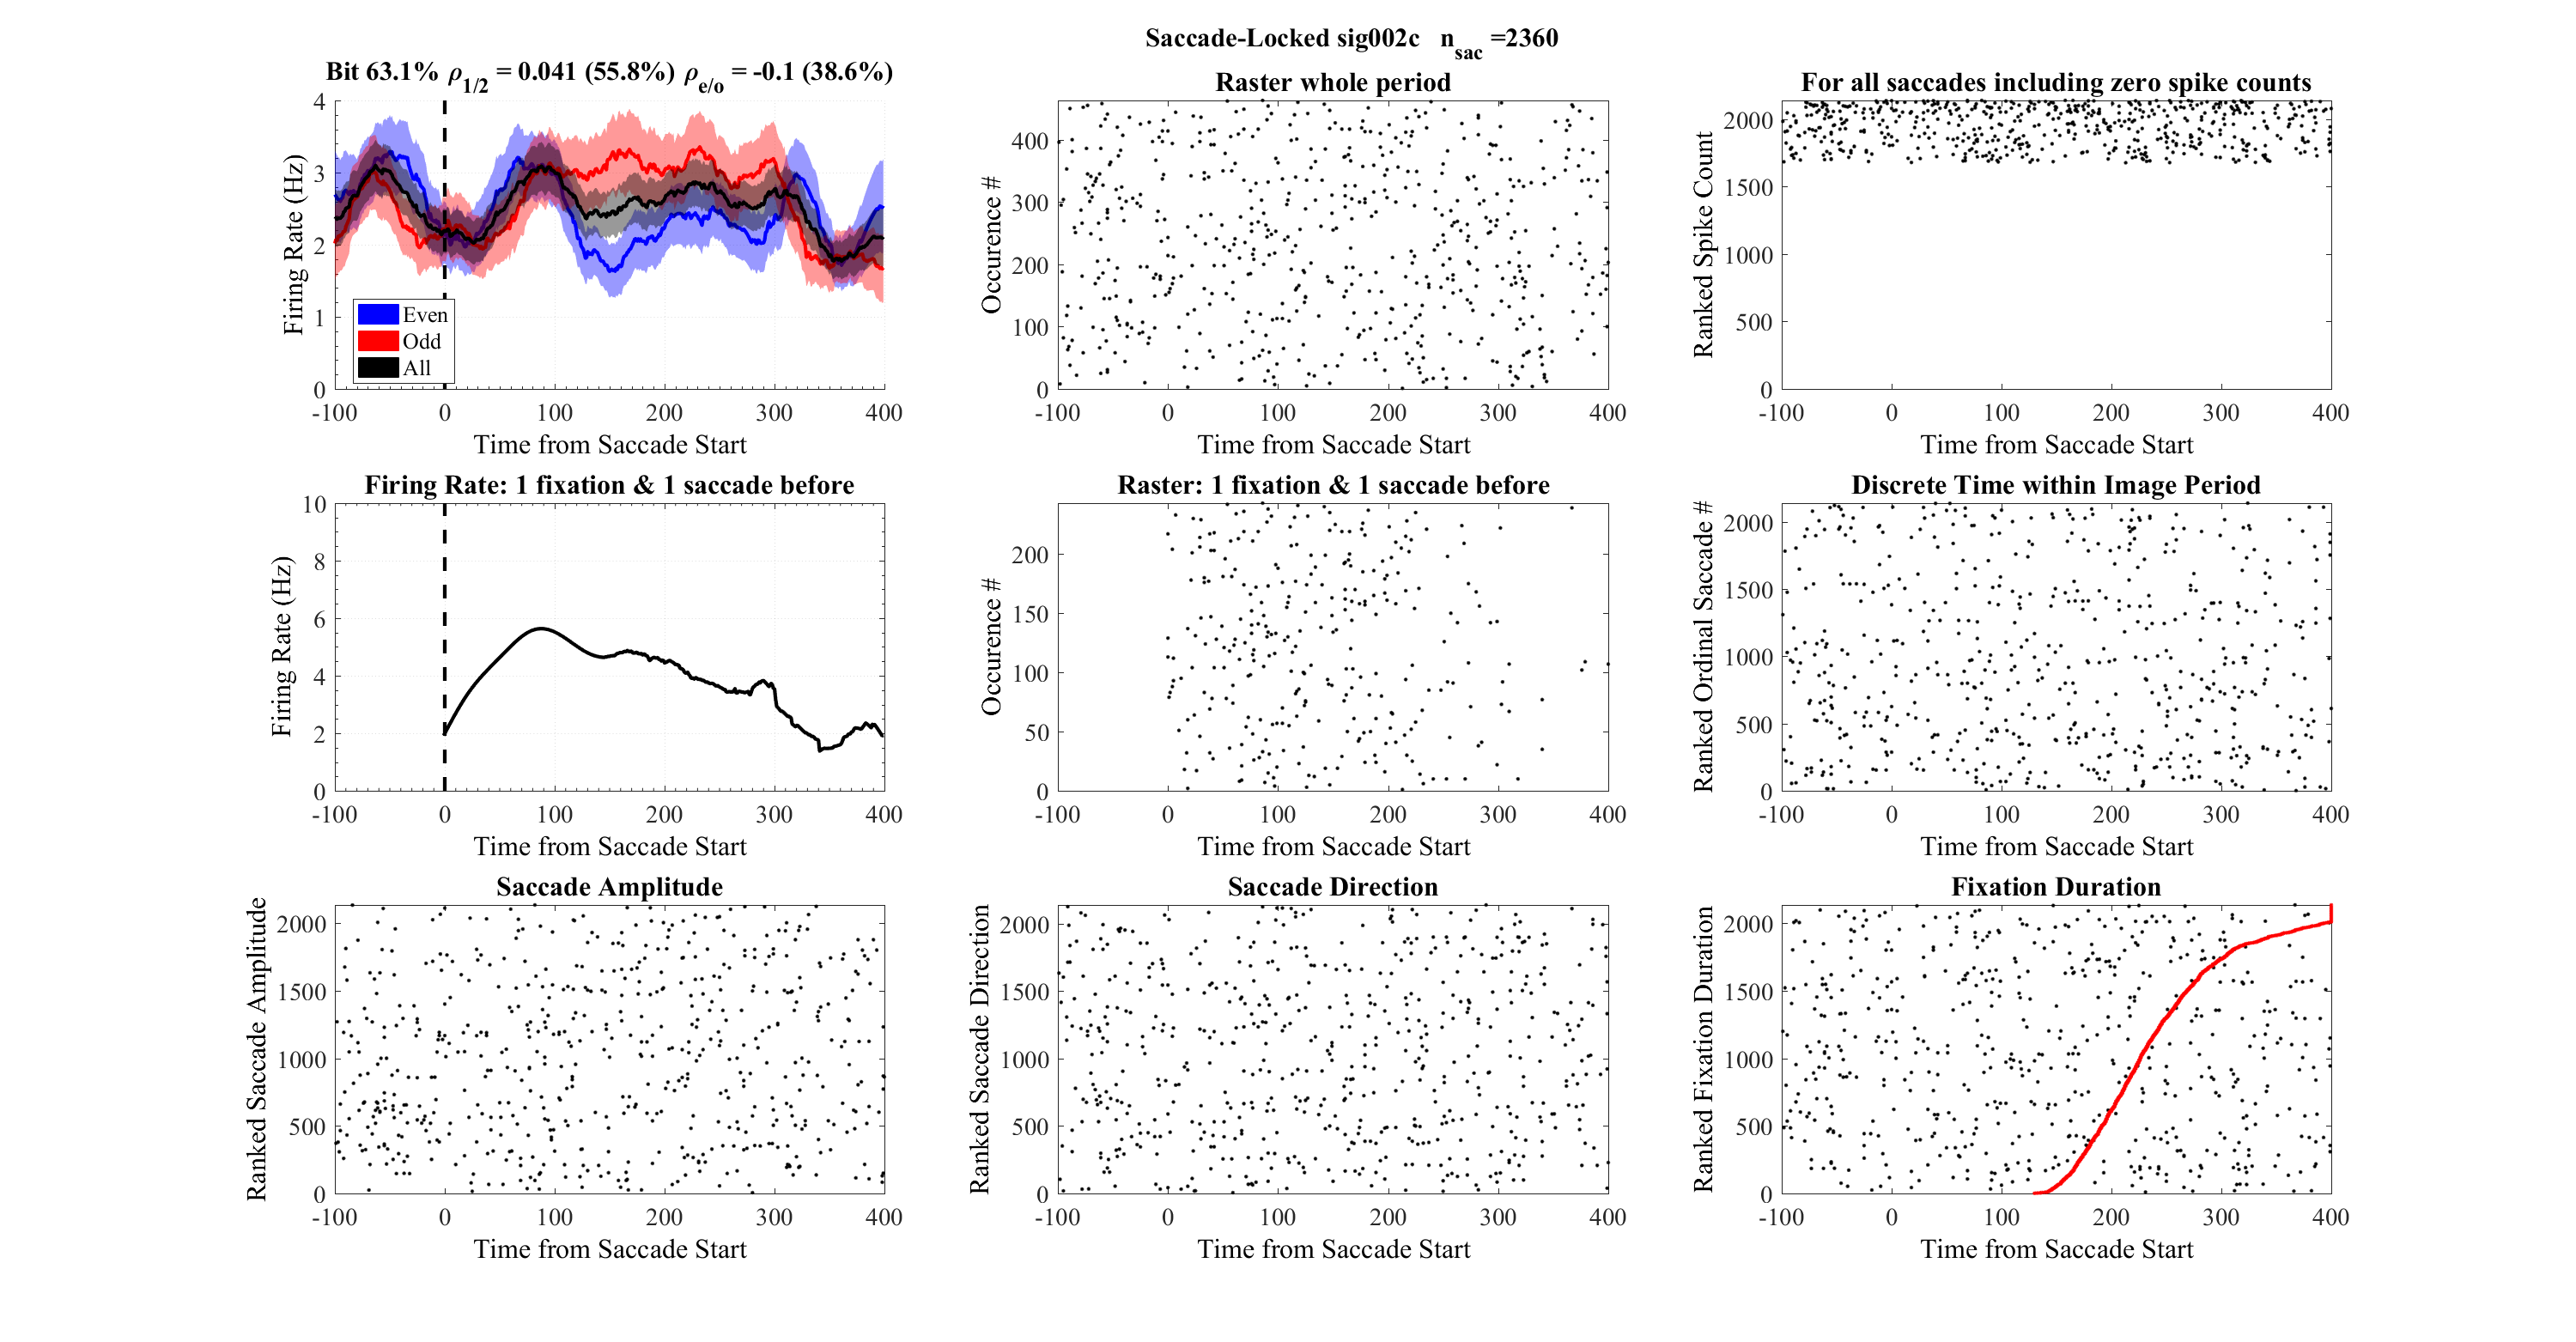 Saccade-Locked sig002c n_sac =2360
Bit 63.1% ρ_1/2 = 0.041 (55.8%) ρ_e/o = -0.1 (38.6%)
Firing Rate (Hz)
4
3
2
1
0
Even
Odd
All
-100 0 100 200 300 400
Time from Saccade Start
Raster whole period
Occurence #
400
300
200
100
0
-100 0 100 200 300 400
Time from Saccade Start
For all saccades including zero spike counts
Ranked Spike Count
2000
1500
1000
500
0
-100 0 100 200 300 400
Time from Saccade Start
Firing Rate: 1 fixation & 1 saccade before
Firing Rate (Hz)
10
8
6
4
2
0
-100 0 100 200 300 400
Time from Saccade Start
Raster: 1 fixation & 1 saccade before
Occurence #
200
150
100
50
0
-100 0 100 200 300 400
Time from Saccade Start
Discrete Time within Image Period
Ranked Ordinal Saccade #
2000
1500
1000
500
0
-100 0 100 200 300 400
Time from Saccade Start
Saccade Amplitude
Ranked Saccade Amplitude
2000
1500
1000
500
0
-100 0 100 200 300 400
Time from Saccade Start
Saccade Direction
Ranked Saccade Direction
2000
1500
1000
500
0
-100 0 100 200 300 400
Time from Saccade Start
Fixation Duration
Ranked Fixation Duration
2000
1500
1000
500
0
-100 0 100 200 300 400
Time from Saccade Start